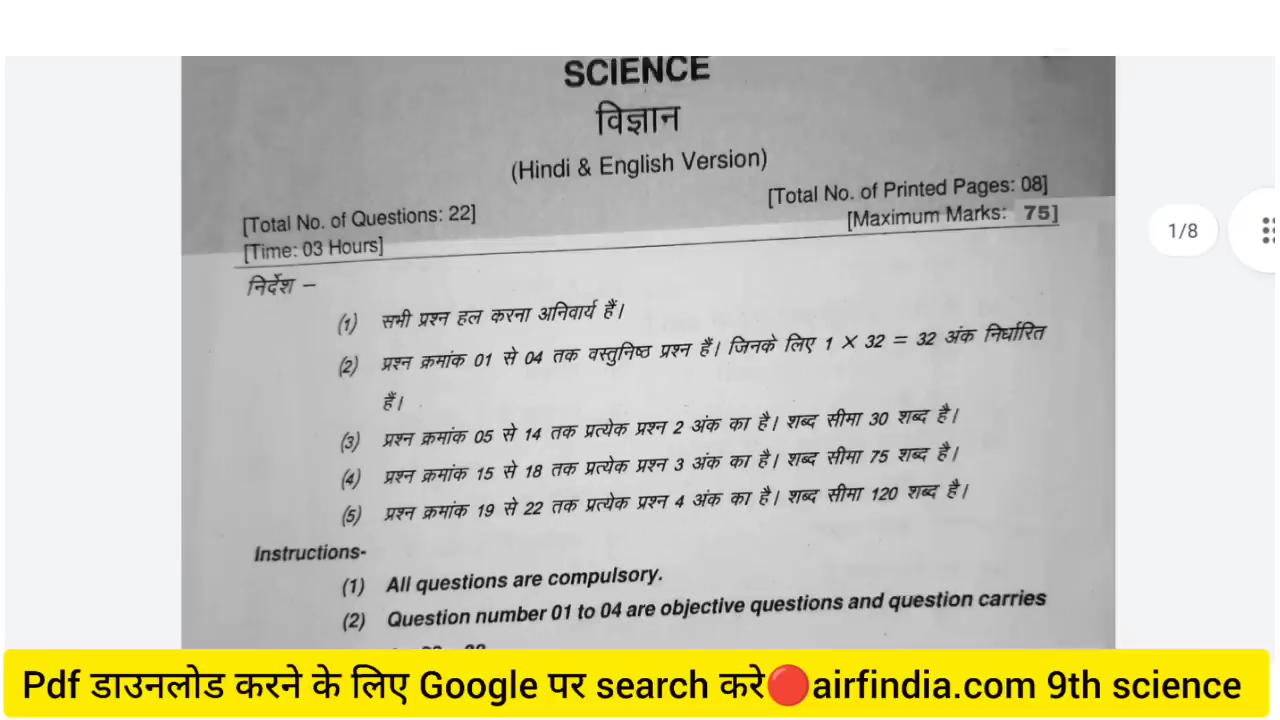 SCIENCE
विज्ञान
(Hindi & English Version)
[Total No. of Questions: 22]
[Total No. of Printed Pages: 08]
[Time: 03 Hours]
[Maximum Marks: 75]
1/8
निर्देश –
(1) सभी प्रश्न हल करना अनिवार्य हैं।
(2) प्रश्न क्रमांक 01 से 04 तक वस्तुनिष्ठ प्रश्न हैं। जिनके लिए 1 × 32 = 32 अंक निर्धारित
हैं।
(3) प्रश्न क्रमांक 05 से 14 तक प्रत्येक प्रश्न 2 अंक का है। शब्द सीमा 30 शब्द है।
(4) प्रश्न क्रमांक 15 से 18 तक प्रत्येक प्रश्न 3 अंक का है। शब्द सीमा 75 शब्द है।
(5) प्रश्न क्रमांक 19 से 22 तक प्रत्येक प्रश्न 4 अंक का है। शब्द सीमा 120 शब्द है।
Instructions-
(1) All questions are compulsory.
(2) Question number 01 to 04 are objective questions and question carries
Pdf डाउनलोड करने के लिए Google पर search करे🔴airfindia.com 9th science